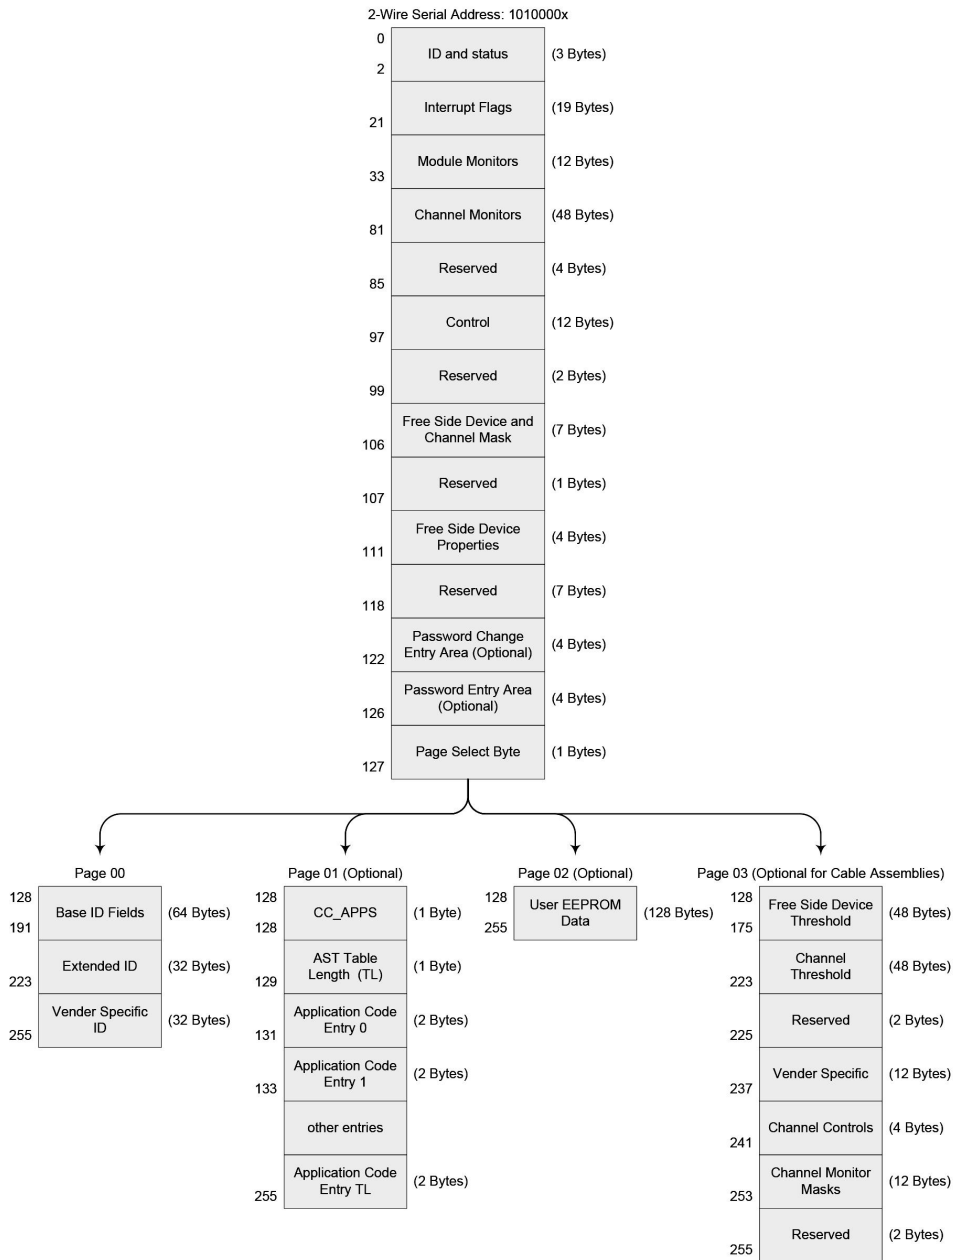 2-Wire Serial Address: 1010000x
0
ID and status
(3 Bytes)
2
Interrupt Flags
(19 Bytes)
21
Module Monitors
(12 Bytes)
33
Channel Monitors
(48 Bytes)
81
Reserved
(4 Bytes)
85
Control
(12 Bytes)
97
Reserved
(2 Bytes)
99
Free Side Device and
Channel Mask
(7 Bytes)
106
Reserved
(1 Bytes)
107
Free Side Device
Properties
(4 Bytes)
111
Reserved
(7 Bytes)
118
Password Change
Entry Area (Optional)
(4 Bytes)
122
Password Entry Area
(Optional)
(4 Bytes)
126
Page Select Byte
(1 Bytes)
127
Page 00
128
Base ID Fields
(64 Bytes)
191
Extended ID
(32 Bytes)
223
Vender Specific
ID
(32 Bytes)
255
Page 01 (Optional)
128
CC_APPS
(1 Byte)
128
AST Table
Length (TL)
(1 Byte)
129
Application Code
Entry 0
(2 Bytes)
131
Application Code
Entry 1
(2 Bytes)
133
other entries
Application Code
Entry TL
(2 Bytes)
255
Page 02 (Optional)
128
User EEPROM
Data
(128 Bytes)
255
Page 03 (Optional for Cable Assemblies)
128
Free Side Device
Threshold
(48 Bytes)
175
Channel
Threshold
(48 Bytes)
223
Reserved
(2 Bytes)
225
Vender Specific
(12 Bytes)
237
Channel Controls
(4 Bytes)
241
Channel Monitor
Masks
(12 Bytes)
253
Reserved
(2 Bytes)
255